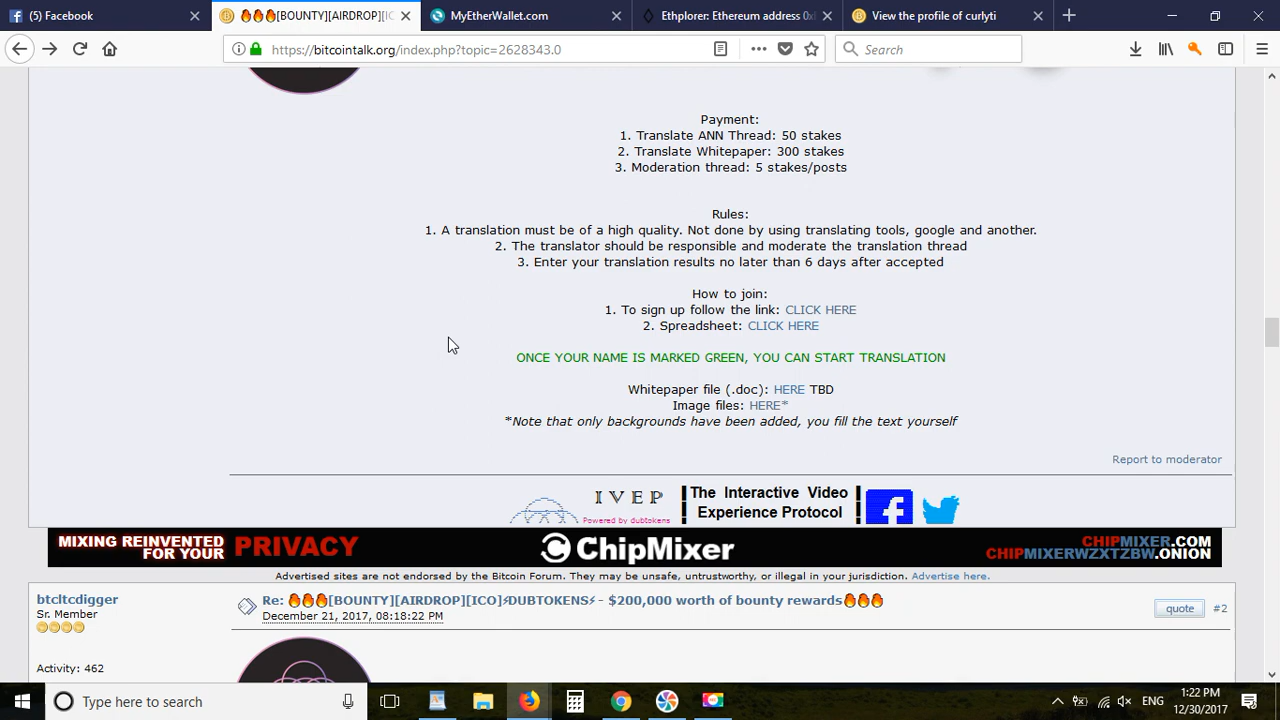 (5) Facebook
🔥🔥🔥[BOUNTY][AIRDROP][IC
MyEtherWallet.com
Ethplorer: Ethereum address 0x
View the profile of curlyti
https://bitcointalk.org/index.php?topic=2628343.0
Search
Payment:
1. Translate ANN Thread: 50 stakes
2. Translate Whitepaper: 300 stakes
3. Moderation thread: 5 stakes/posts
Rules:
1. A translation must be of a high quality. Not done by using translating tools, google and another.
2. The translator should be responsible and moderate the translation thread
3. Enter your translation results no later than 6 days after accepted
How to join:
1. To sign up follow the link: CLICK HERE
2. Spreadsheet: CLICK HERE
ONCE YOUR NAME IS MARKED GREEN, YOU CAN START TRANSLATION
Whitepaper file (.doc): HERE TBD
Image files: HERE*
*Note that only backgrounds have been added, you fill the text yourself
Report to moderator
I V E P
Powered by dubtokens
The Interactive Video
Experience Protocol
MIXING REINVENTED
FOR YOUR PRIVACY
ChipMixer
CHIPMIXER.COM
CHIPMIXERWZXTZBW.ONION
Advertised sites are not endorsed by the Bitcoin Forum. They may be unsafe, untrustworthy, or illegal in your jurisdiction. Advertise here.
btcltcdigger
Sr. Member
Activity: 462
Re: 🔥🔥🔥[BOUNTY][AIRDROP][ICO]⚡DUBTOKENS⚡ - $200,000 worth of bounty rewards🔥🔥🔥
December 21, 2017, 08:18:22 PM
quote
#2
Type here to search
ENG
1:22 PM
12/30/2017